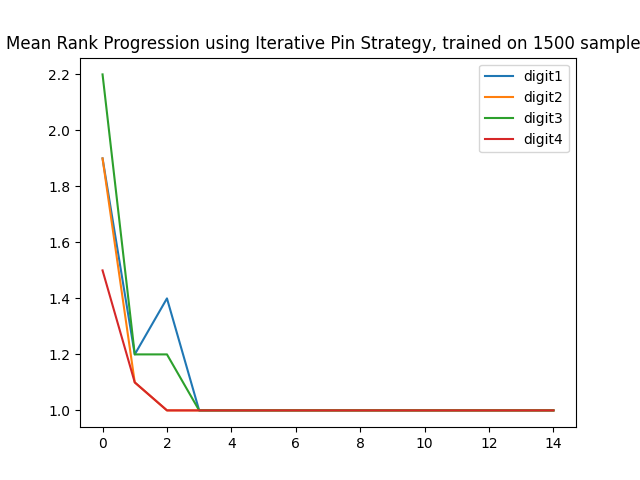 Mean Rank Progression using Iterative Pin Strategy, trained on 1500 sample
digit1
digit2
digit3
digit4
2.2
2.0
1.8
1.6
1.4
1.2
1.0
0 2 4 6 8 10 12 14